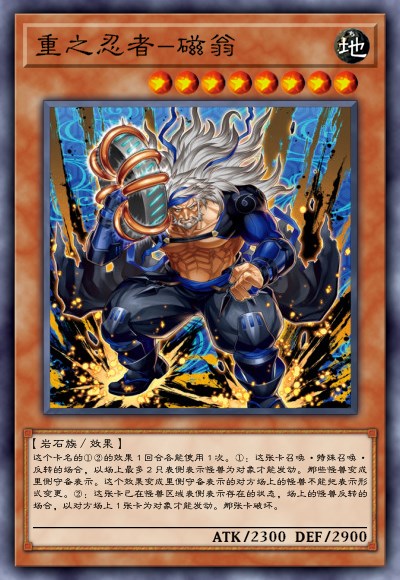 重之忍者-磁翁
地
【岩石族/效果】
这个卡名的①②的效果1回合各能使用1次。①：这张卡召唤·特殊召唤·
反转的场合，以场上最多2只表侧表示怪兽为对象才能发动。那些怪兽变成
里侧守备表示。这个效果变成里侧守备表示的对方场上的怪兽不能把表示形
式变更。②：这张卡已在怪兽区域表侧表示存在的状态，场上的怪兽反转的
场合，以对方场上1张卡为对象才能发动。那张卡破坏。
ATK/2300 DEF/2900